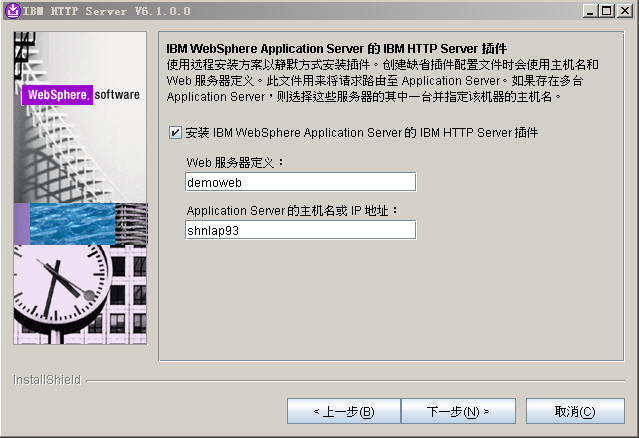 IBM HTTP Server V6.1.0.0
WebSphere. software
IBM WebSphere Application Server 的 IBM HTTP Server 插件
使用远程安装方案以静默方式安装插件。创建缺省插件配置文件时会使用主机名和
Web 服务器定义。此文件用来将请求路由至 Application Server。如果存在多台
Application Server，则选择这些服务器的其中一台并指定该机器的主机名。
安装 IBM WebSphere Application Server 的 IBM HTTP Server 插件
Web 服务器定义：
demoweb
Application Server 的主机名或 IP 地址：
shnlap93
InstallShield
< 上一步(B)
下一步(N) >
取消(C)